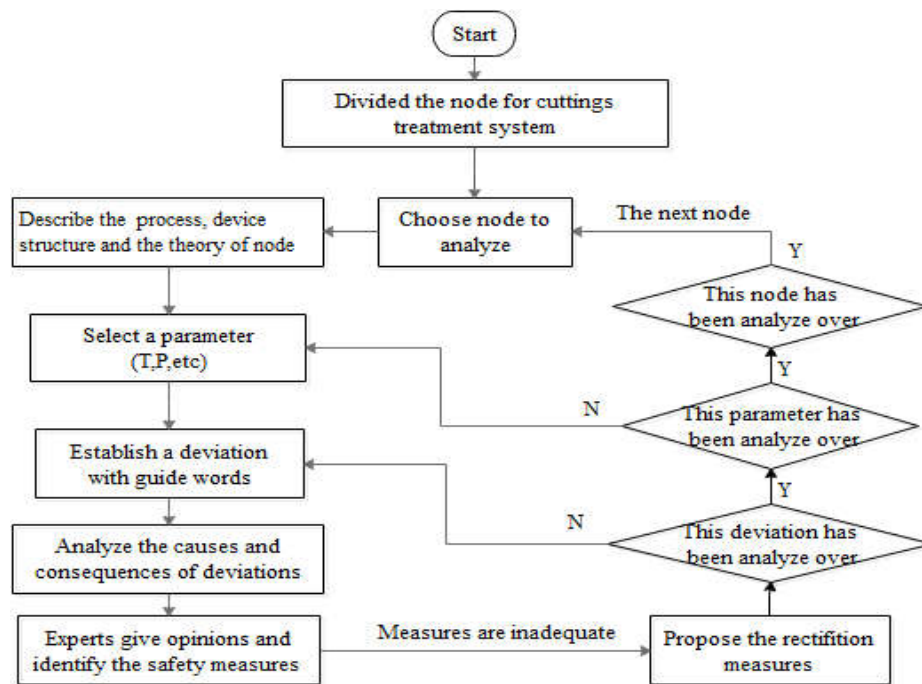 Start
Divided the node for cuttings
treatment system
Choose node to
analyze
The next node
Describe the process, device
structure and the theory of node
Y
This node has
been analyze over
Select a parameter
(T,P,etc)
Y
N
This parameter has
been analyze over
Establish a deviation
with guide words
Y
N
This deviation has
been analyze over
Analyze the causes and
consequences of deviations
Experts give opinions and
identify the safety measures
Measures are inadequate
Propose the rectifition
measures